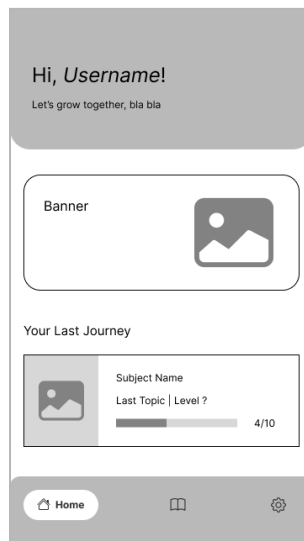 Hi, Username!
Let's grow together, bla bla
Banner
Your Last Journey
Subject Name
Last Topic | Level ?
4/10
Home